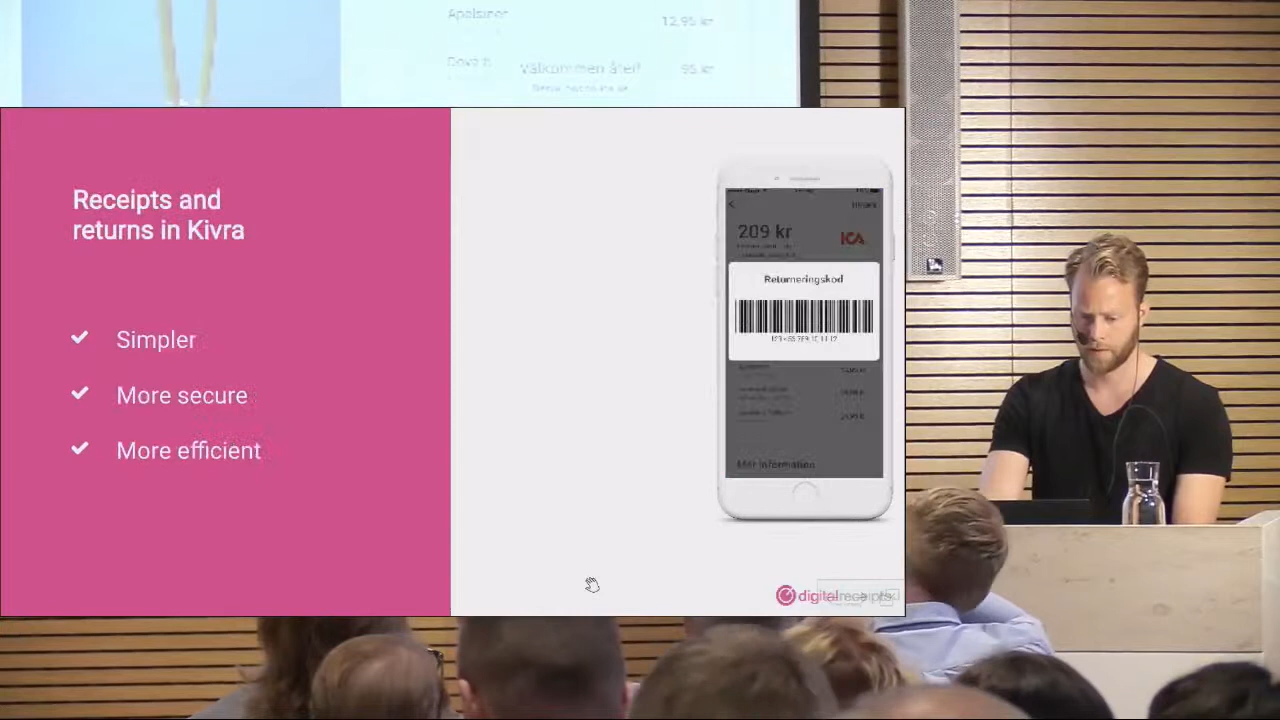 Apelsiner
12,95 kr
Välkommen åter!
95 kr
Receipts and
returns in Kivra
Simpler
More secure
More efficient
209 kr
ICA
Returneringskod
Mer information
digitalreceipts